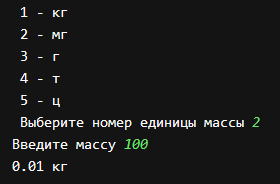 1 - кг
2 - мг
3 - г
4 - т
5 - ц
Выберите номер единицы массы 2
Введите массу 100
0.01 кг